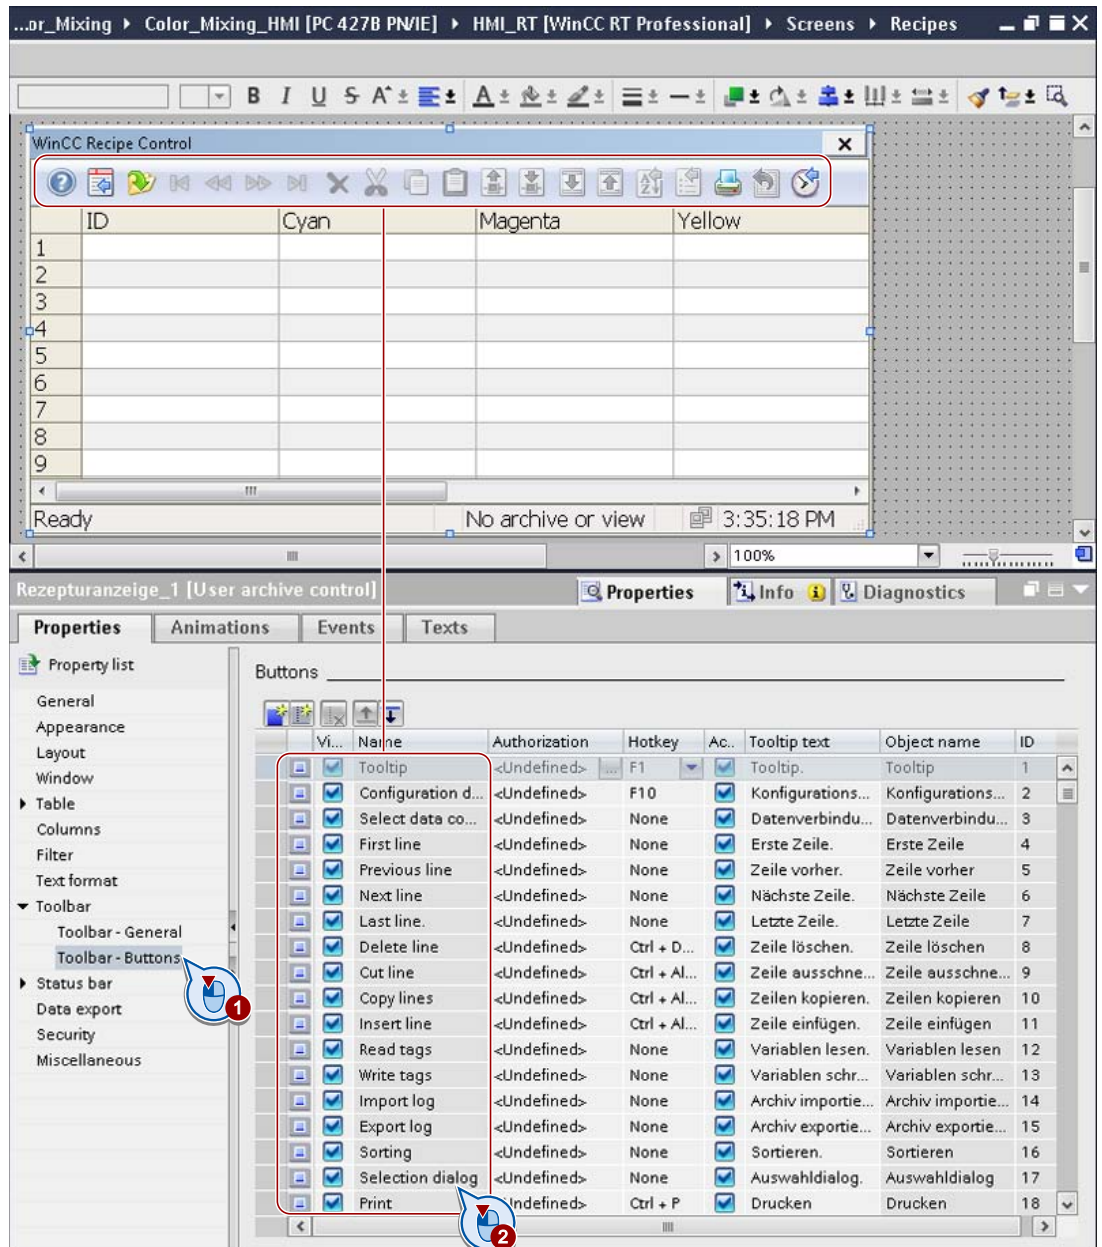 ...or_Mixing ▸ Color_Mixing_HMI [PC 427B PN/IE] ▸ HMI_RT [WinCC RT Professional] ▸ Screens ▸ Recipes
B I U S A
WinCC Recipe Control
ID Cyan Magenta Yellow
1
2
3
4
5
6
7
8
9
Ready No archive or view 3:35:18 PM
100%
Rezepturanzeige_1 [User archive control] Properties Info Diagnostics
Properties Animations Events Texts
Property list
General
Appearance
Layout
Window
Table
Columns
Filter
Text format
Toolbar
Toolbar - General
Toolbar - Buttons
1
Status bar
Data export
Security
Miscellaneous
Buttons
Vi... Name Authorization Hotkey Ac.. Tooltip text Object name ID
Tooltip <Undefined> ... F1 Tooltip. Tooltip 1
Configuration d... <Undefined> F10 Konfigurations... Konfigurations... 2
Select data co... <Undefined> None Datenverbindu... Datenverbindu... 3
First line <Undefined> None Erste Zeile. Erste Zeile 4
Previous line <Undefined> None Zeile vorher. Zeile vorher 5
Next line <Undefined> None Nächste Zeile. Nächste Zeile 6
Last line. <Undefined> None Letzte Zeile. Letzte Zeile 7
Delete line <Undefined> Ctrl + D... Zeile löschen. Zeile löschen 8
Cut line <Undefined> Ctrl + Al... Zeile ausschne... Zeile ausschne... 9
Copy lines <Undefined> Ctrl + Al... Zeilen kopieren. Zeilen kopieren 10
Insert line <Undefined> Ctrl + Al... Zeile einfügen. Zeile einfügen 11
Read tags <Undefined> None Variablen lesen. Variablen lesen 12
Write tags <Undefined> None Variablen schr... Variablen schr... 13
Import log <Undefined> None Archiv importie... Archiv importie... 14
Export log <Undefined> None Archiv exportie... Archiv exportie... 15
Sorting <Undefined> None Sortieren. Sortieren 16
Selection dialog <Undefined> None Auswahldialog. Auswahldialog 17
Print Undefined> Ctrl + P Drucken Drucken 18
2